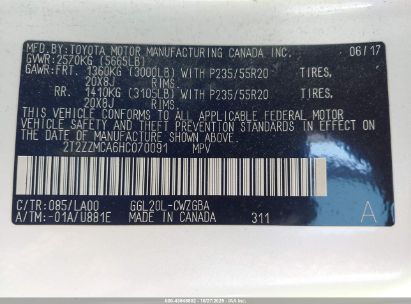 MFD. BY:TOYOTA MOTOR MANUFACTURING CANADA INC. 06/17
GVWR: 2570KG (5665LB)
GAWR:FRT. 1360KG (3000LB) WITH P235/55R20 TIRES,
20X8J RIMS,
RR. 1410KG (3105LB) WITH P235/55R20 TIRES,
20X8J RIMS.
THIS VEHICLE CONFORMS TO ALL APPLICABLE FEDERAL MOTOR
VEHICLE SAFETY, BUMPER, AND THEFT PREVENTION STANDARDS IN EFFECT
ON THE DATE OF MANUFACTURE SHOWN ABOVE.
2T2ZZMCA6HC070091 MPV
C/TR: 085/LA00 GGL20L-CWZGBA
A/TM: -01A/U881E MADE IN CANADA 311 A